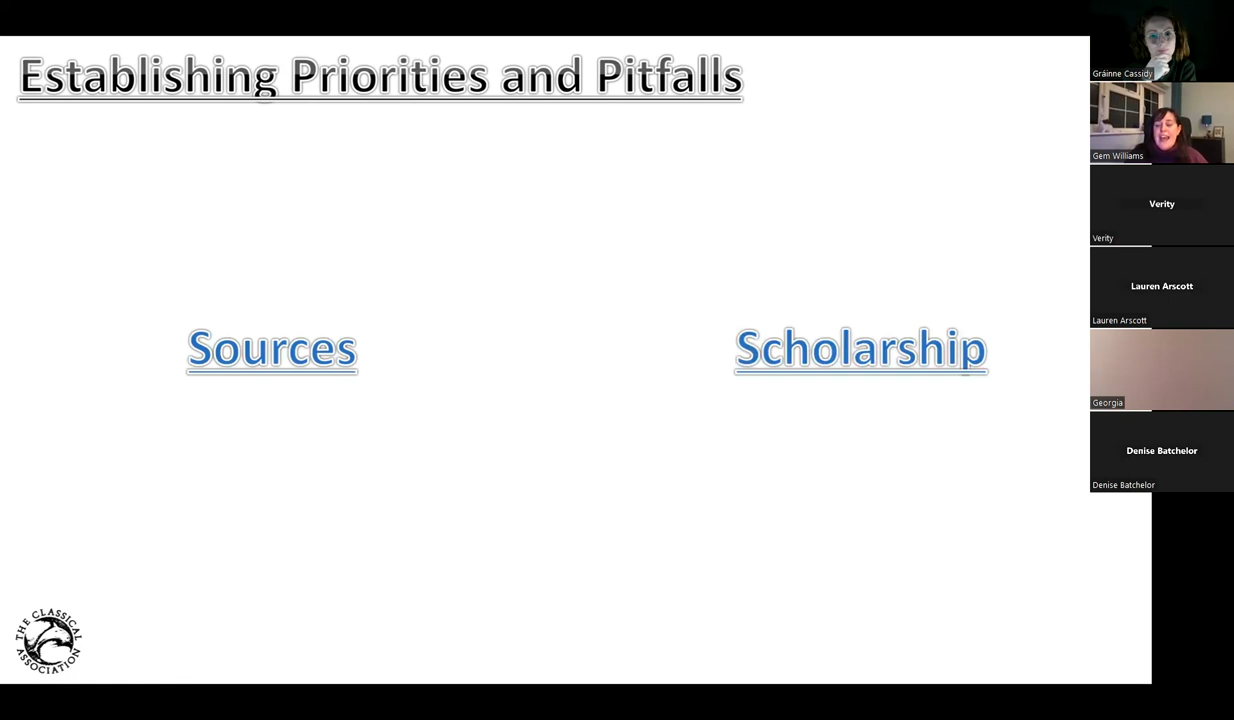 Establishing Priorities and Pitfalls
Sources
Scholarship
THE CLASSICAL
ASSOCIATION
Gráinne Cassidy
Gem Williams
Verity
Verity
Lauren Arscott
Lauren Arscott
Georgia
Denise Batchelor
Denise Batchelor